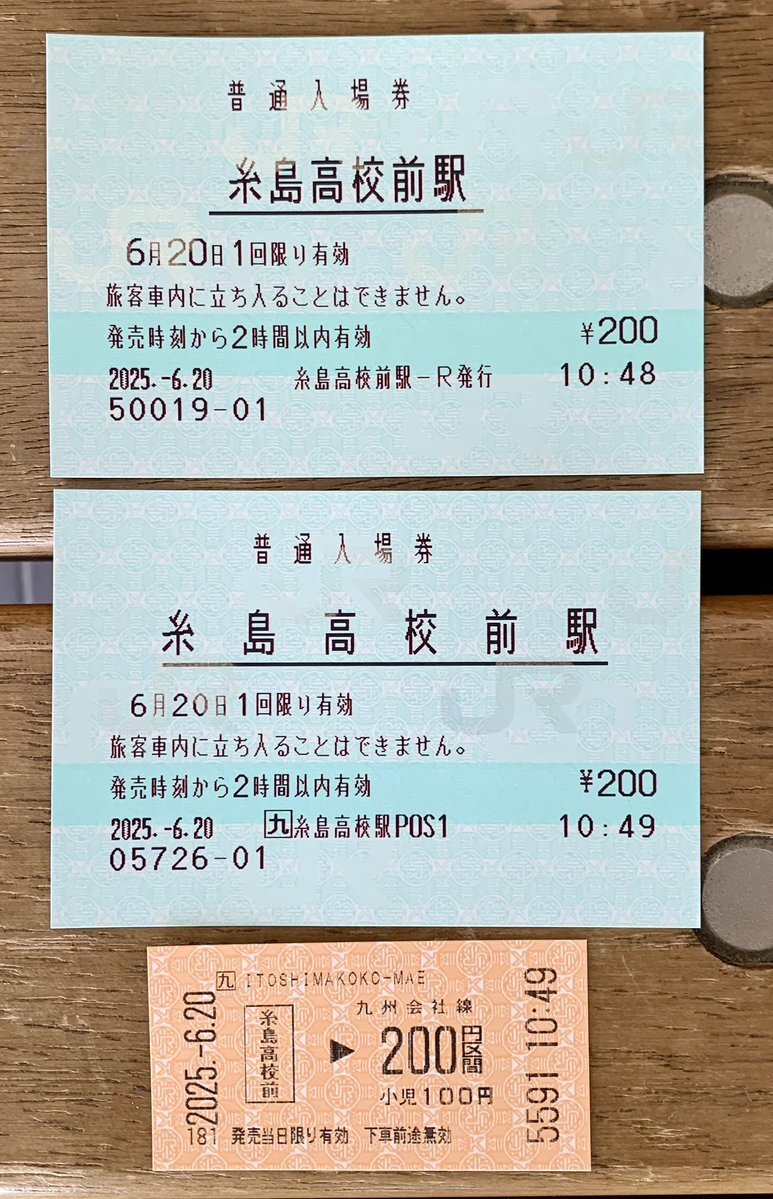 普通入場券
糸島高校前駅
6月20日1回限り有効
旅客車内に立ち入ることはできません。
発売時刻から2時間以内有効 ¥200
2025.-6.20 糸島高校前駅-R発行 10:48
50019-01
普通入場券
糸島高校前駅
6月20日1回限り有効
旅客車内に立ち入ることはできません。
発売時刻から2時間以内有効 ¥200
2025.-6.20 九糸島高校駅POS1 10:49
05726-01
JR
九 ITOSHIMAKOKO-MAE
九州会社線
糸島高校前 ▶ 200円区間
小児100円
181 発売当日限り有効 下車前途無効
2025.-6.20
5591 10:49